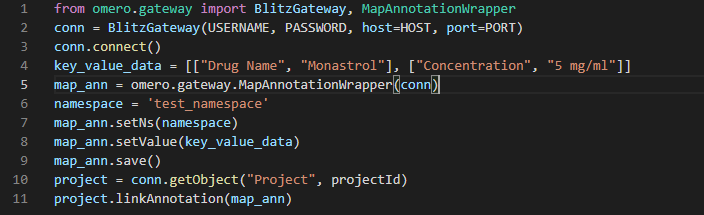 1 from omero.gateway import BlitzGateway, MapAnnotationWrapper
2 conn = BlitzGateway(USERNAME, PASSWORD, host=HOST, port=PORT)
3 conn.connect()
4 key_value_data = [["Drug Name", "Monastrol"], ["Concentration", "5 mg/ml"]]
5 map_ann = omero.gateway.MapAnnotationWrapper(conn)
6 namespace = 'test_namespace'
7 map_ann.setNs(namespace)
8 map_ann.setValue(key_value_data)
9 map_ann.save()
10 project = conn.getObject("Project", projectId)
11 project.linkAnnotation(map_ann)